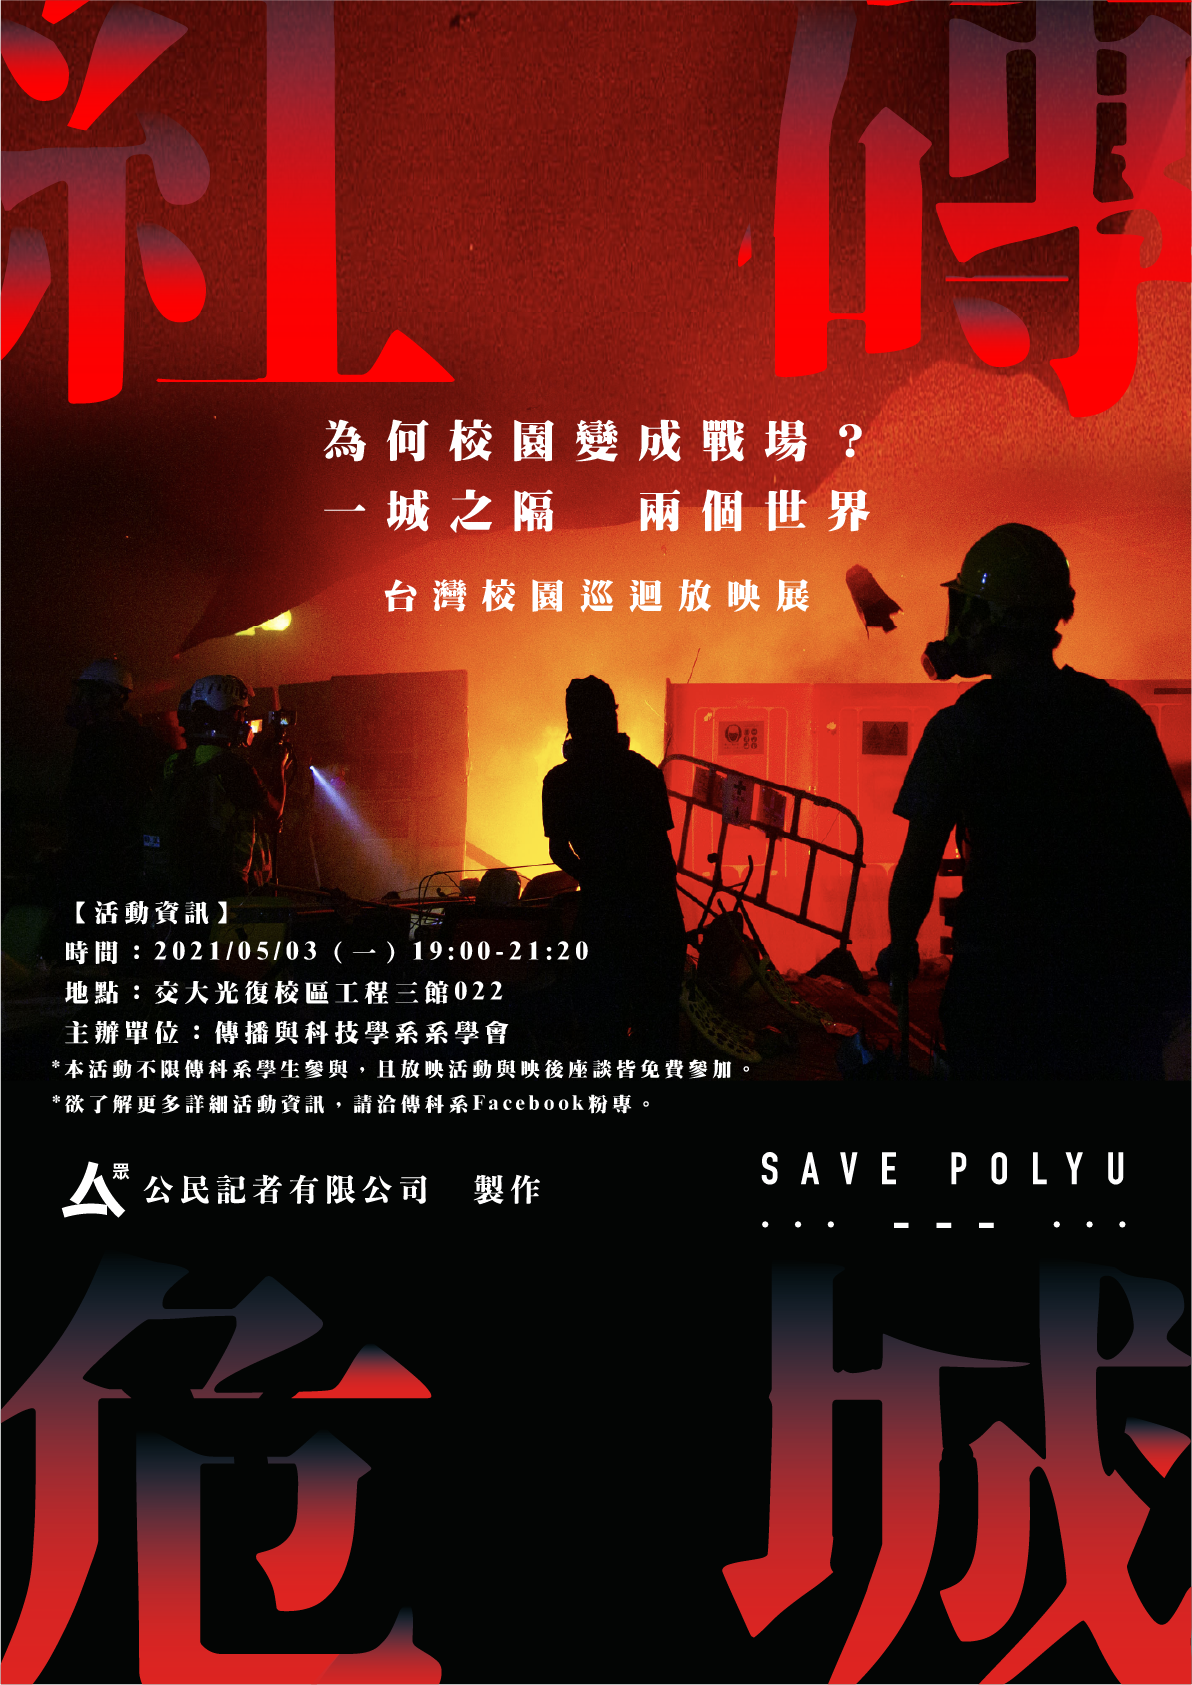 紅磚
為何校園變成戰場？
一城之隔　兩個世界
台灣校園巡迴放映展
【活動資訊】
時間：2021/05/03 (一) 19:00-21:20
地點：交大光復校區工程三館022
主辦單位：傳播與科技學系系學會
*本活動不限傳科系學生參與，且放映活動與映後座談皆免費參加。
*欲了解更多詳細活動資訊，請洽傳科系Facebook粉專。
眾
公民記者有限公司　製作
SAVE POLYU
··· --- ···
危城